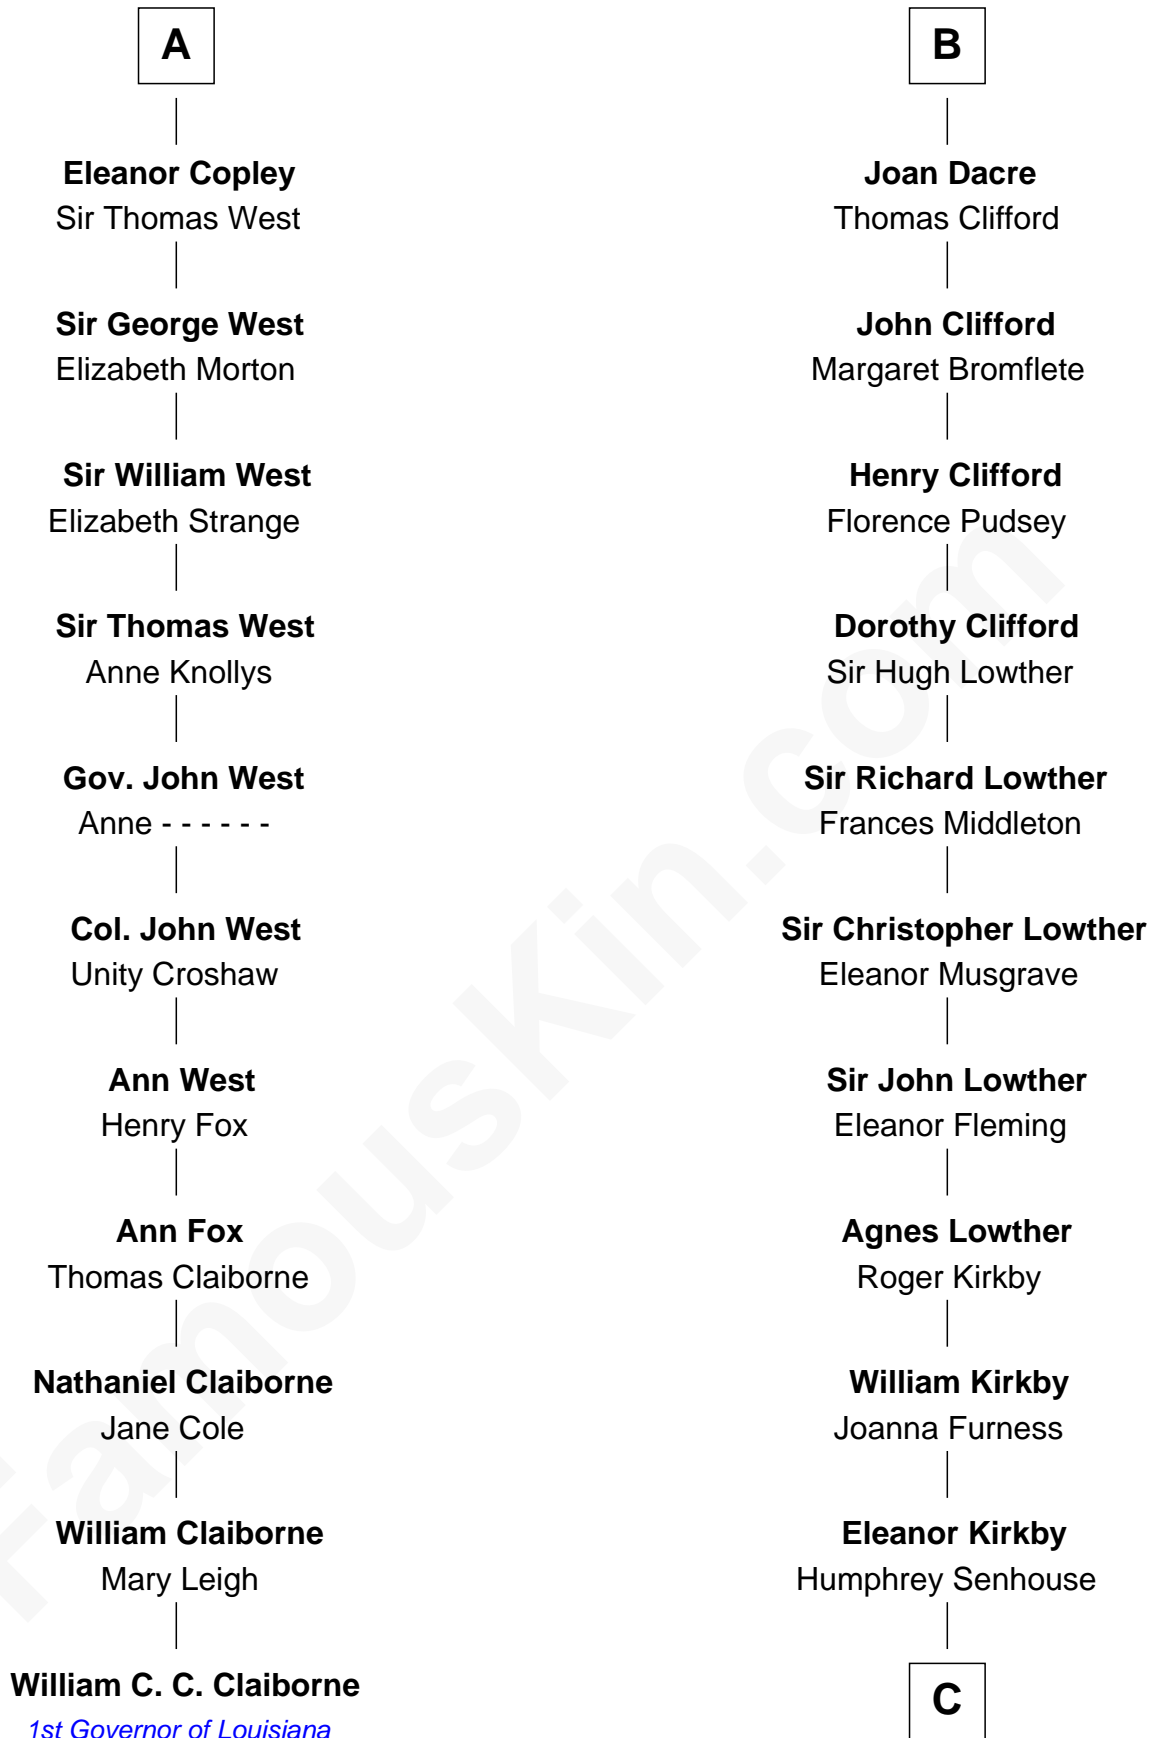 A
Eleanor Copley
Sir Thomas West
Sir George West
Elizabeth Morton
Sir William West
Elizabeth Strange
Sir Thomas West
Anne Knollys
Gov. John West
Anne - - - - - -
Col. John West
Unity Croshaw
Ann West
Henry Fox
Ann Fox
Thomas Claiborne
Nathaniel Claiborne
Jane Cole
William Claiborne
Mary Leigh
William C. C. Claiborne
1st Governor of Louisiana
B
Joan Dacre
Thomas Clifford
John Clifford
Margaret Bromflete
Henry Clifford
Florence Pudsey
Dorothy Clifford
Sir Hugh Lowther
Sir Richard Lowther
Frances Middleton
Sir Christopher Lowther
Eleanor Musgrave
Sir John Lowther
Eleanor Fleming
Agnes Lowther
Roger Kirkby
William Kirkby
Joanna Furness
Eleanor Kirkby
Humphrey Senhouse
C
FamousKin.com